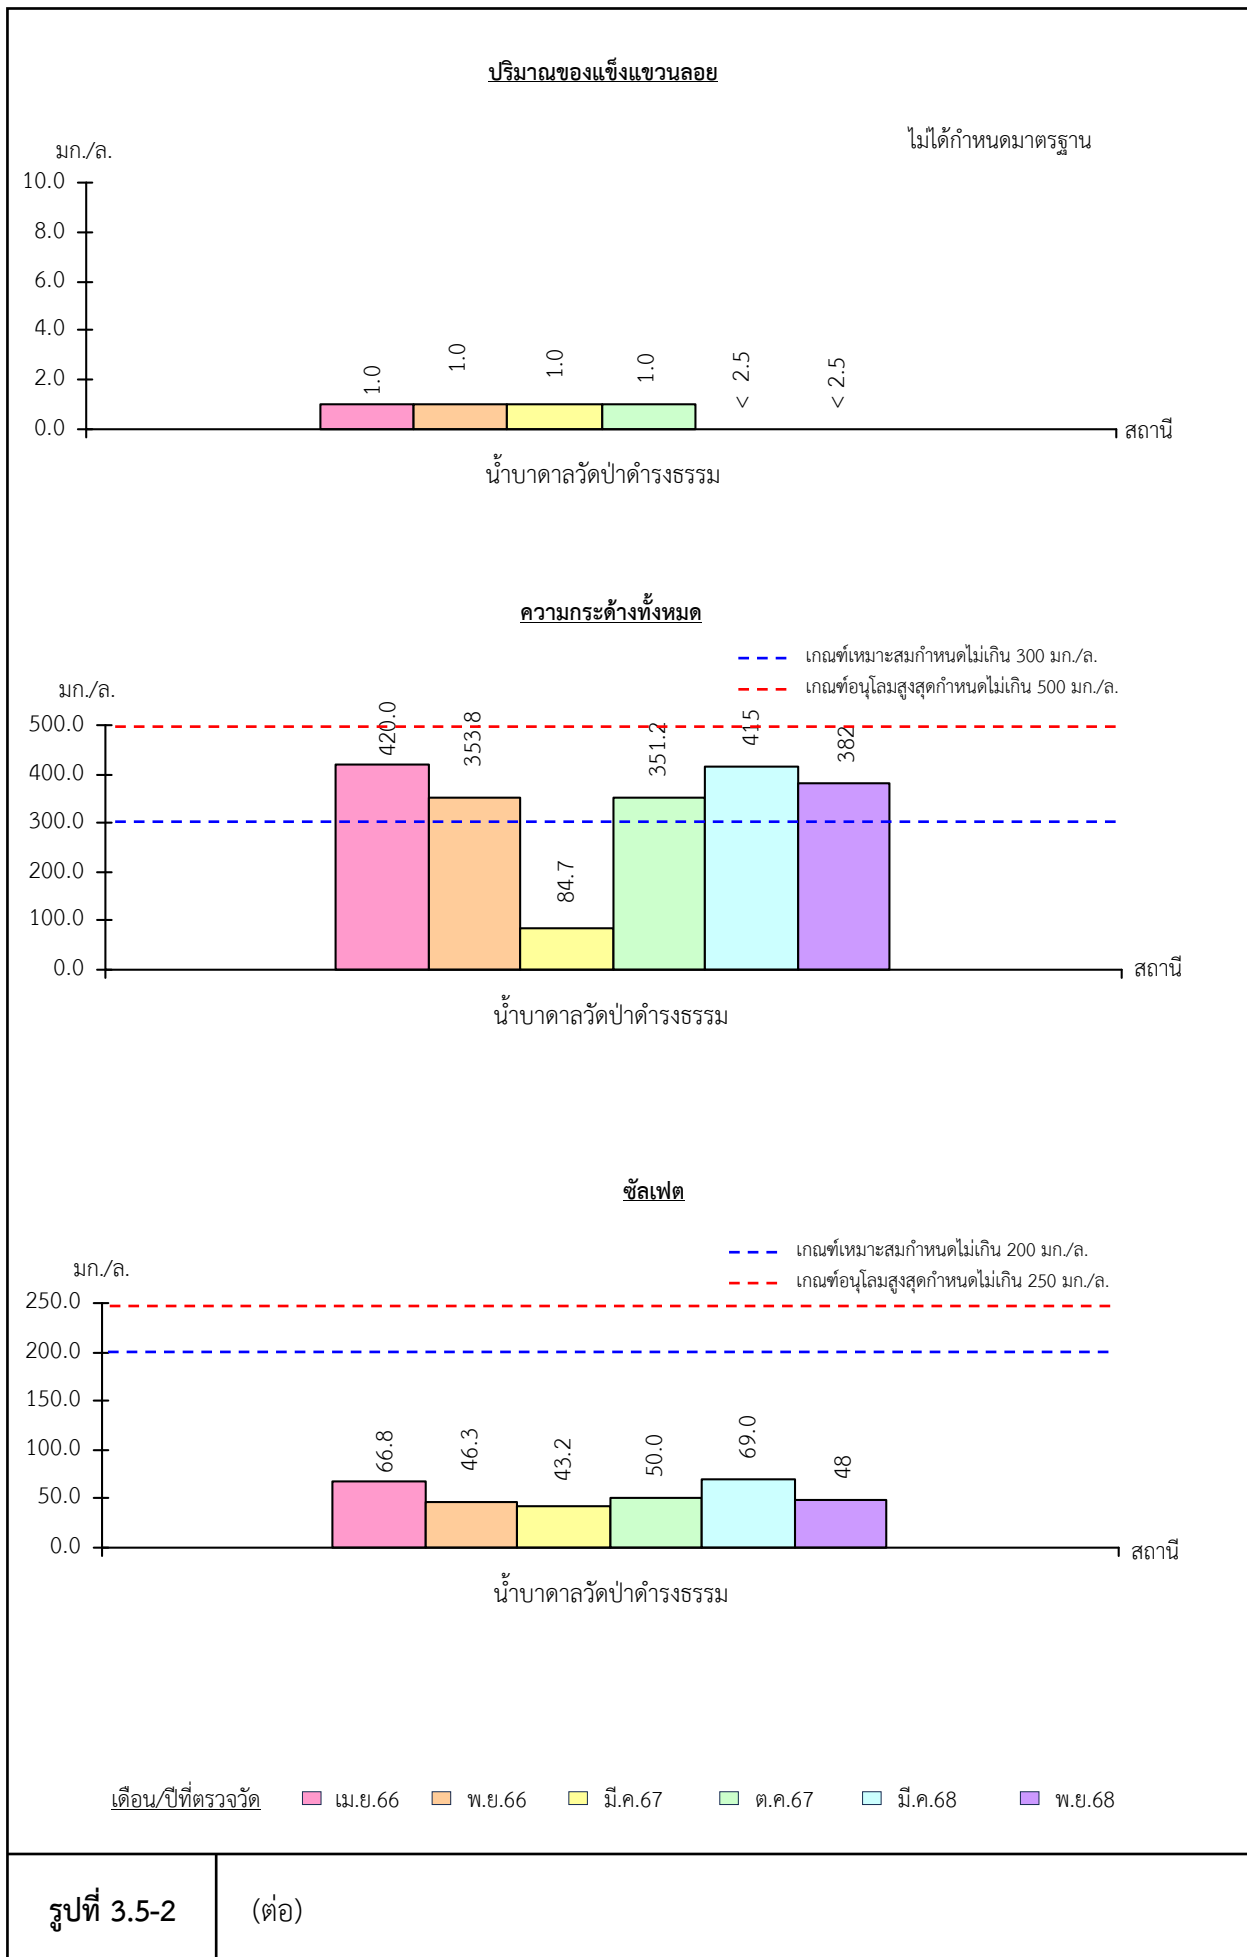 ปริมาณของแข็งแขวนลอย
ไม่ได้กำหนดมาตรฐาน
มก./ล.
10.0
8.0
6.0
4.0
2.0
0.0
1.0
1.0
1.0
1.0
< 2.5
< 2.5
สถานี
น้ำบาดาลวัดป่าดำรงธรรม
ความกระด้างทั้งหมด
เกณฑ์เหมาะสมกำหนดไม่เกิน 300 มก./ล.
เกณฑ์อนุโลมสูงสุดกำหนดไม่เกิน 500 มก./ล.
มก./ล.
500.0
400.0
300.0
200.0
100.0
0.0
420.0
353.8
84.7
351.2
415
382
สถานี
น้ำบาดาลวัดป่าดำรงธรรม
ซัลเฟต
เกณฑ์เหมาะสมกำหนดไม่เกิน 200 มก./ล.
เกณฑ์อนุโลมสูงสุดกำหนดไม่เกิน 250 มก./ล.
มก./ล.
250.0
200.0
150.0
100.0
50.0
0.0
66.8
46.3
43.2
50.0
69.0
48
สถานี
น้ำบาดาลวัดป่าดำรงธรรม
เดือน/ปีที่ตรวจวัด เม.ย.66 พ.ย.66 มี.ค.67 ต.ค.67 มี.ค.68 พ.ย.68
รูปที่ 3.5-2 (ต่อ)